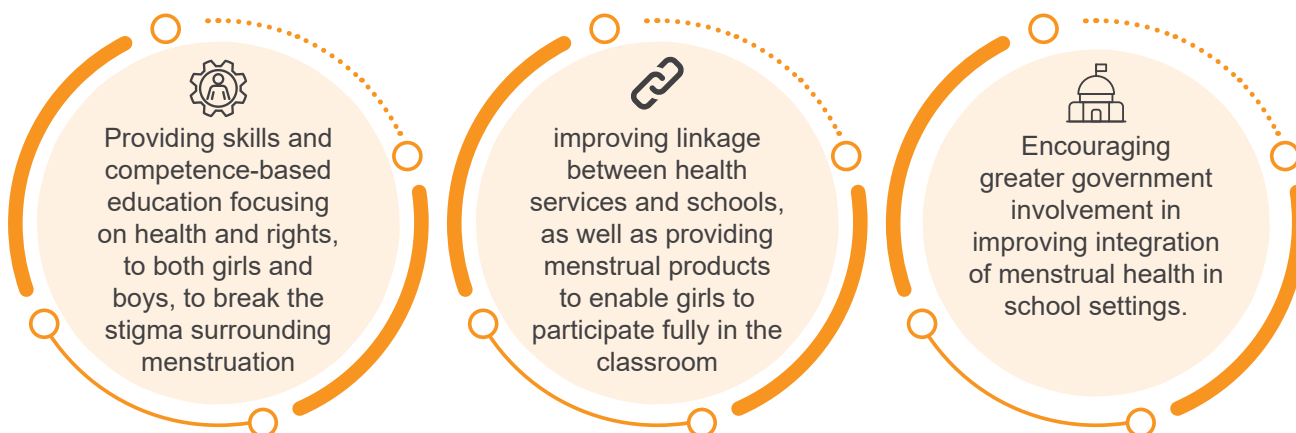 Providing skills and
competence-based
education focusing
on health and rights,
to both girls and
boys, to break the
stigma surrounding
menstruation
improving linkage
between health
services and schools,
as well as providing
menstrual products
to enable girls to
participate fully in the
classroom
Encouraging
greater government
involvement in
improving integration
of menstrual health in
school settings.